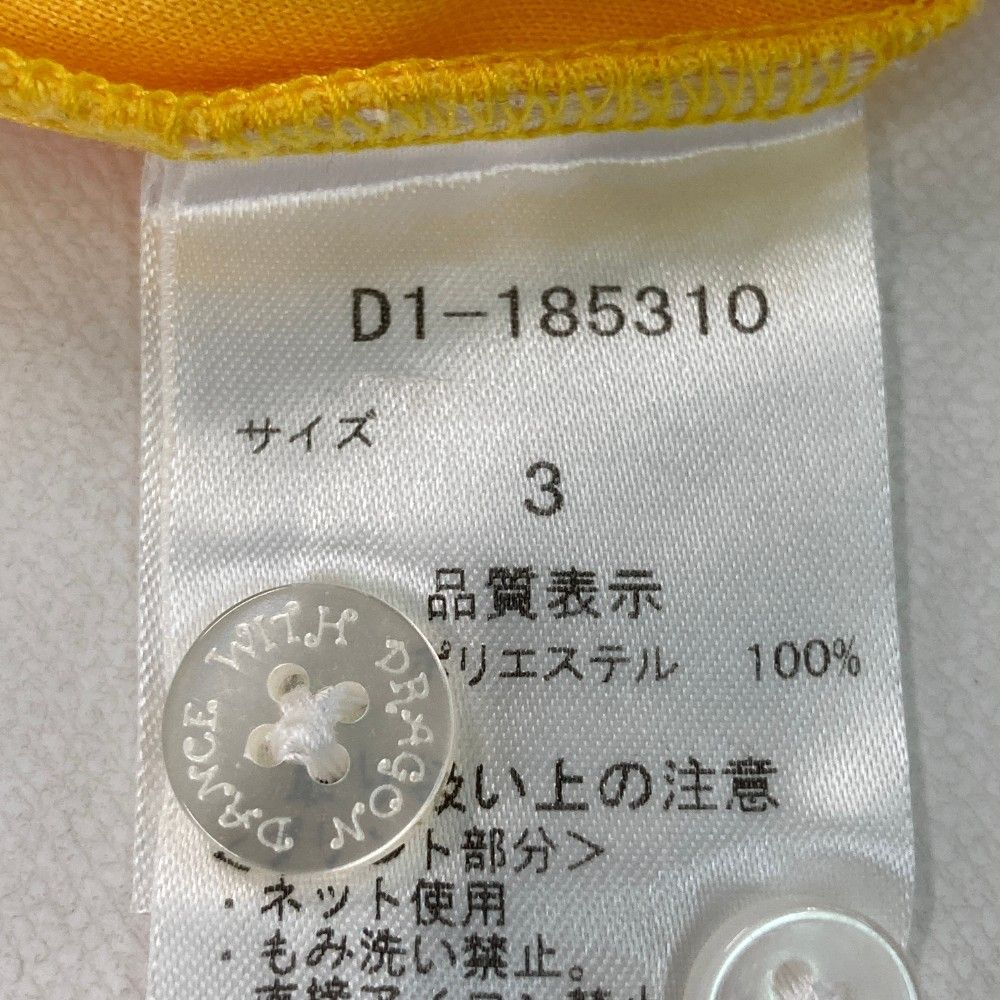 D1-185310
サイズ
3
品質表示
ポリエステル 100%
扱い上の注意
ト部分＞
・ネット使用
・もみ洗い禁止。
DANCE WITH DRAGON